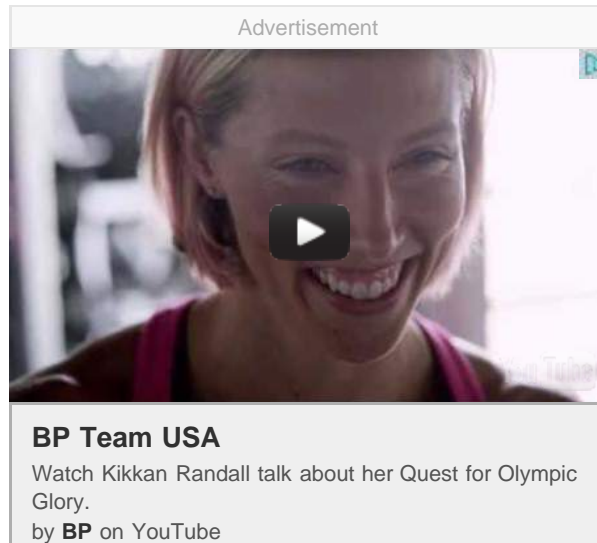 Advertisement
BP Team USA
Watch Kikkan Randall talk about her Quest for Olympic
Glory.
by BP on YouTube